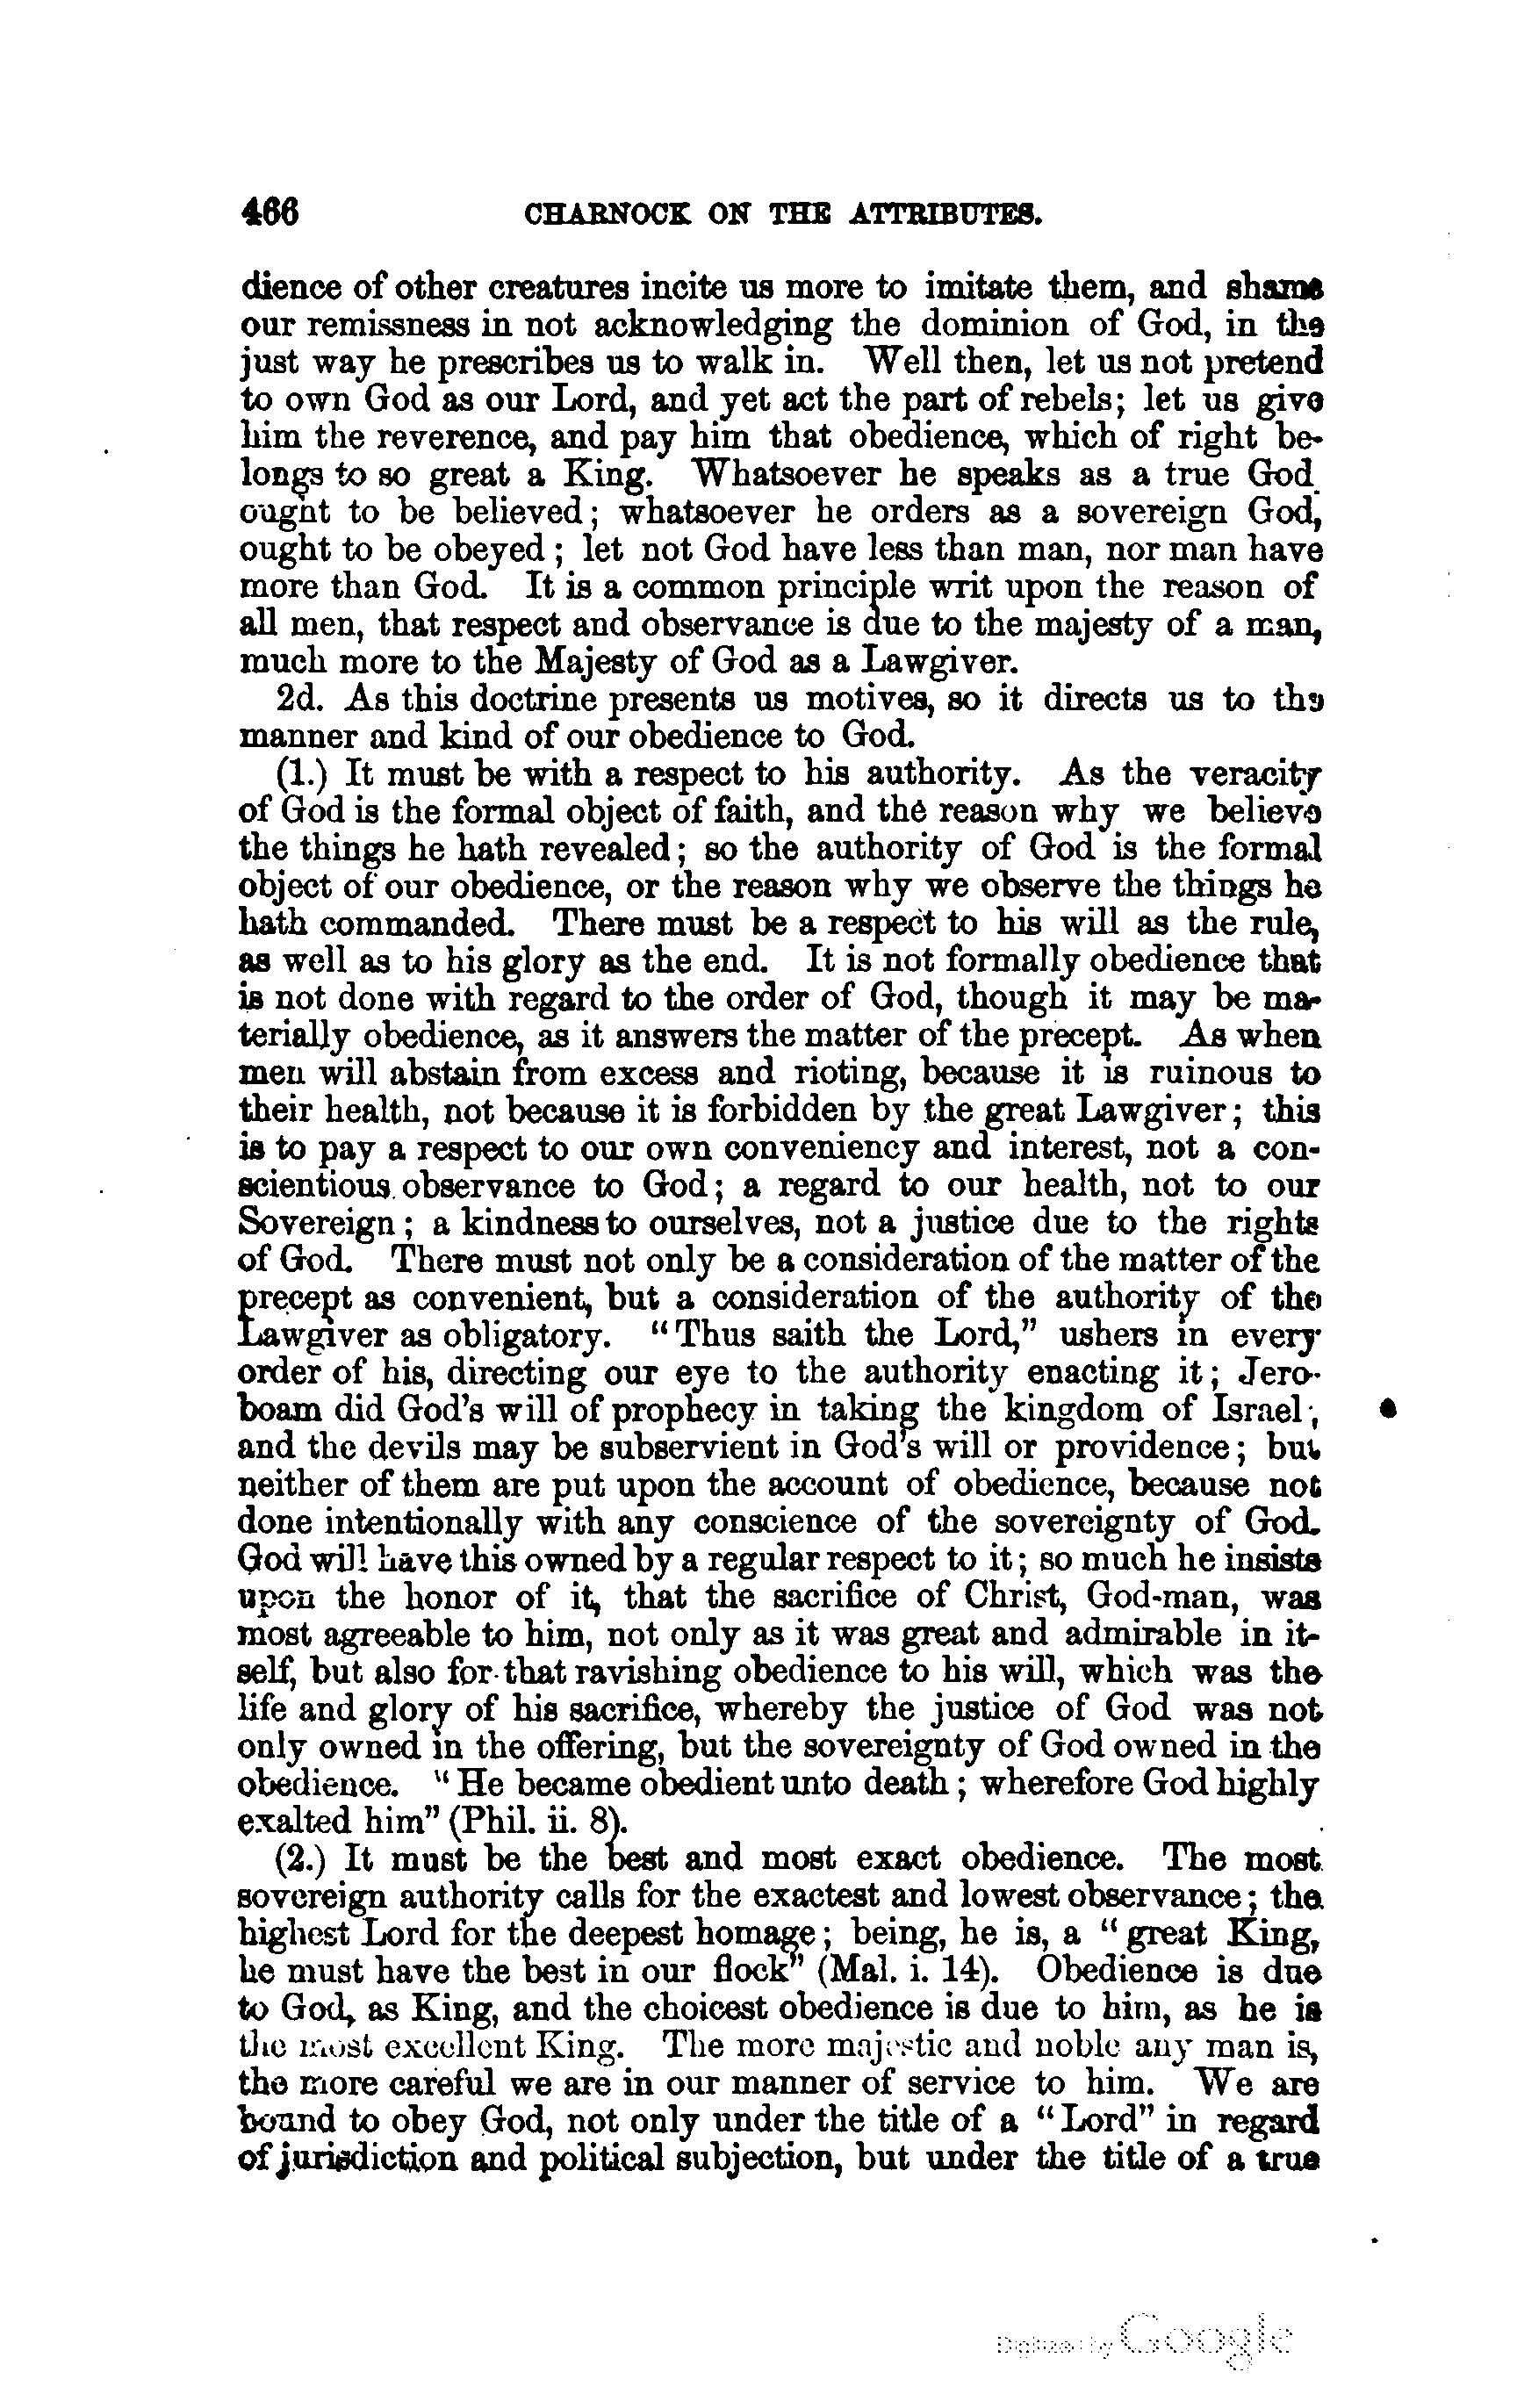 466 CHARNOCK ON THE ATTRIBUTES.
dience of other creatures incite us more to imitate them, and shame
our remissness in not acknowledging the dominion of God, in the
just way he prescribes us to walk in. Well then, let us not pretend
to own God as our Lord, and yet act the part of rebels; let us give
him the reverence, and pay him that obedience, which of right be-
longs to so great a King. Whatsoever he speaks as a true God
ought to be believed; whatsoever he orders as a sovereign God,
ought to be obeyed; let not God have less than man, nor man have
more than God. It is a common principle writ upon the reason of
all men, that respect and observance is due to the majesty of a man,
much more to the Majesty of God as a Lawgiver.
2d. As this doctrine presents us motives, so it directs us to the
manner and kind of our obedience to God.
(1.) It must be with a respect to his authority. As the veracity
of God is the formal object of faith, and the reason why we believe
the things he hath revealed; so the authority of God is the formal
object of our obedience, or the reason why we observe the things he
hath commanded. There must be a respect to his will as the rule,
as well as to his glory as the end. It is not formally obedience that
is not done with regard to the order of God, though it may be ma-
terially obedience, as it answers the matter of the precept. As when
men will abstain from excess and rioting, because it is ruinous to
their health, not because it is forbidden by the great Lawgiver; this
is to pay a respect to our own conveniency and interest, not a con-
scientious observance to God; a regard to our health, not to our
Sovereign; a kindness to ourselves, not a justice due to the rights
of God. There must not only be a consideration of the matter of the
precept as convenient, but a consideration of the authority of the
Lawgiver as obligatory. "Thus saith the Lord," ushers in every
order of his, directing our eye to the authority enacting it; Jero-
boam did God's will of prophecy in taking the kingdom of Israel;
and the devils may be subservient in God's will or providence; but
neither of them are put upon the account of obedience, because not
done intentionally with any conscience of the sovereignty of God.
God will have this owned by a regular respect to it; so much he insists
upon the honor of it, that the sacrifice of Christ, God-man, was
most agreeable to him, not only as it was great and admirable in it-
self, but also for that ravishing obedience to his will, which was the
life and glory of his sacrifice, whereby the justice of God was not
only owned in the offering, but the sovereignty of God owned in the
obedience. "He became obedient unto death; wherefore God highly
exalted him" (Phil. ii. 8).
(2.) It must be the best and most exact obedience. The most
sovereign authority calls for the exactest and lowest observance; the
highest Lord for the deepest homage; being, he is, a "great King,
he must have the best in our flock" (Mal. i. 14). Obedience is due
to God, as King, and the choicest obedience is due to him, as he is
the most excellent King. The more majestic and noble any man is,
the more careful we are in our manner of service to him. We are
bound to obey God, not only under the title of a "Lord" in regard
of jurisdiction and political subjection, but under the title of a true
Digitized by Google